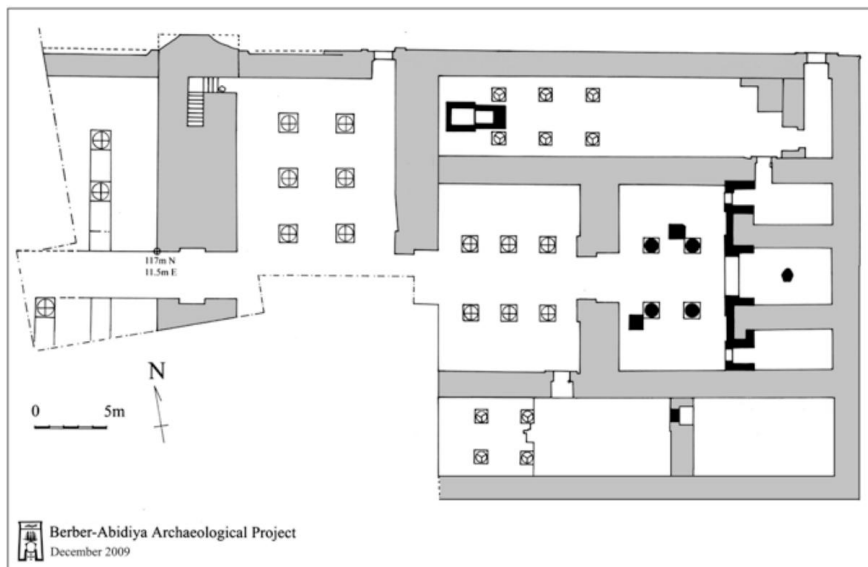 117m N
11.5m E
N
0 5m
Berber-Abidiya Archaeological Project
December 2009